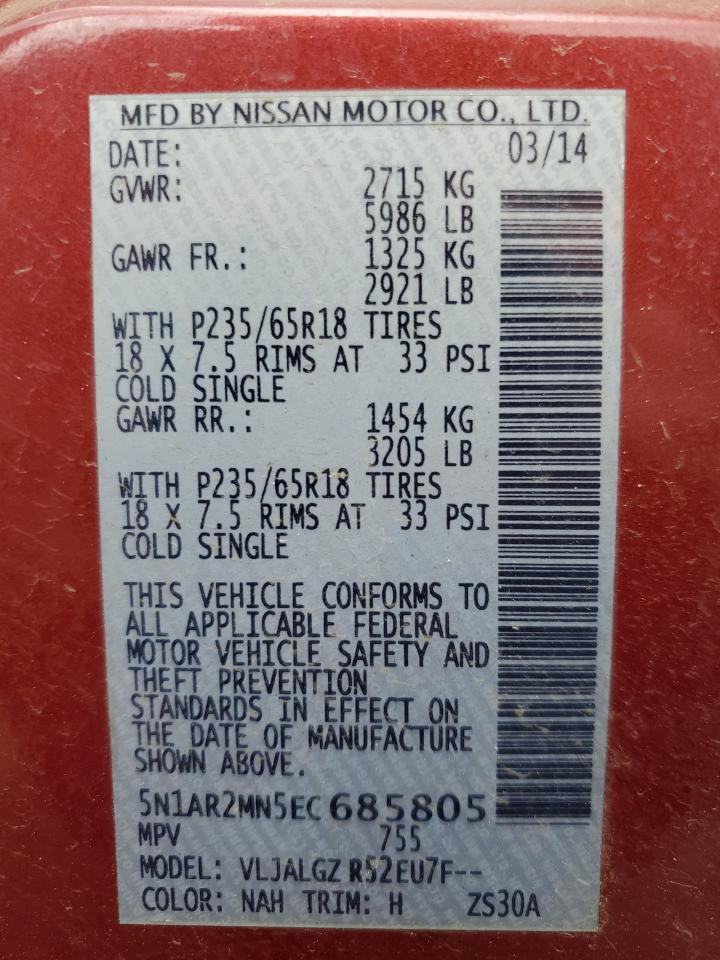 MFD BY NISSAN MOTOR CO., LTD.
DATE: 03/14
GVWR: 2715 KG
5986 LB
GAWR FR.: 1325 KG
2921 LB
WITH P235/65R18 TIRES
18 X 7.5 RIMS AT 33 PSI
COLD SINGLE
GAWR RR.: 1454 KG
3205 LB
WITH P235/65R18 TIRES
18 X 7.5 RIMS AT 33 PSI
COLD SINGLE
THIS VEHICLE CONFORMS TO
ALL APPLICABLE FEDERAL
MOTOR VEHICLE SAFETY AND
THEFT PREVENTION
STANDARDS IN EFFECT ON
THE DATE OF MANUFACTURE
SHOWN ABOVE.
5N1AR2MN5EC685805
MPV 755
MODEL: VLJALGZ R52EU7F--
COLOR: NAH TRIM: H ZS30A